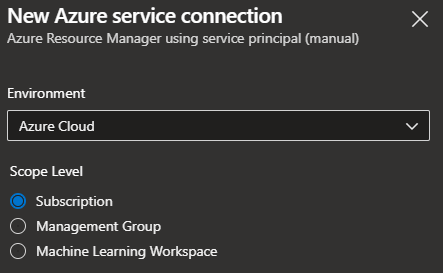 New Azure service connection
Azure Resource Manager using service principal (manual)
Environment
Azure Cloud
Scope Level
Subscription
Management Group
Machine Learning Workspace